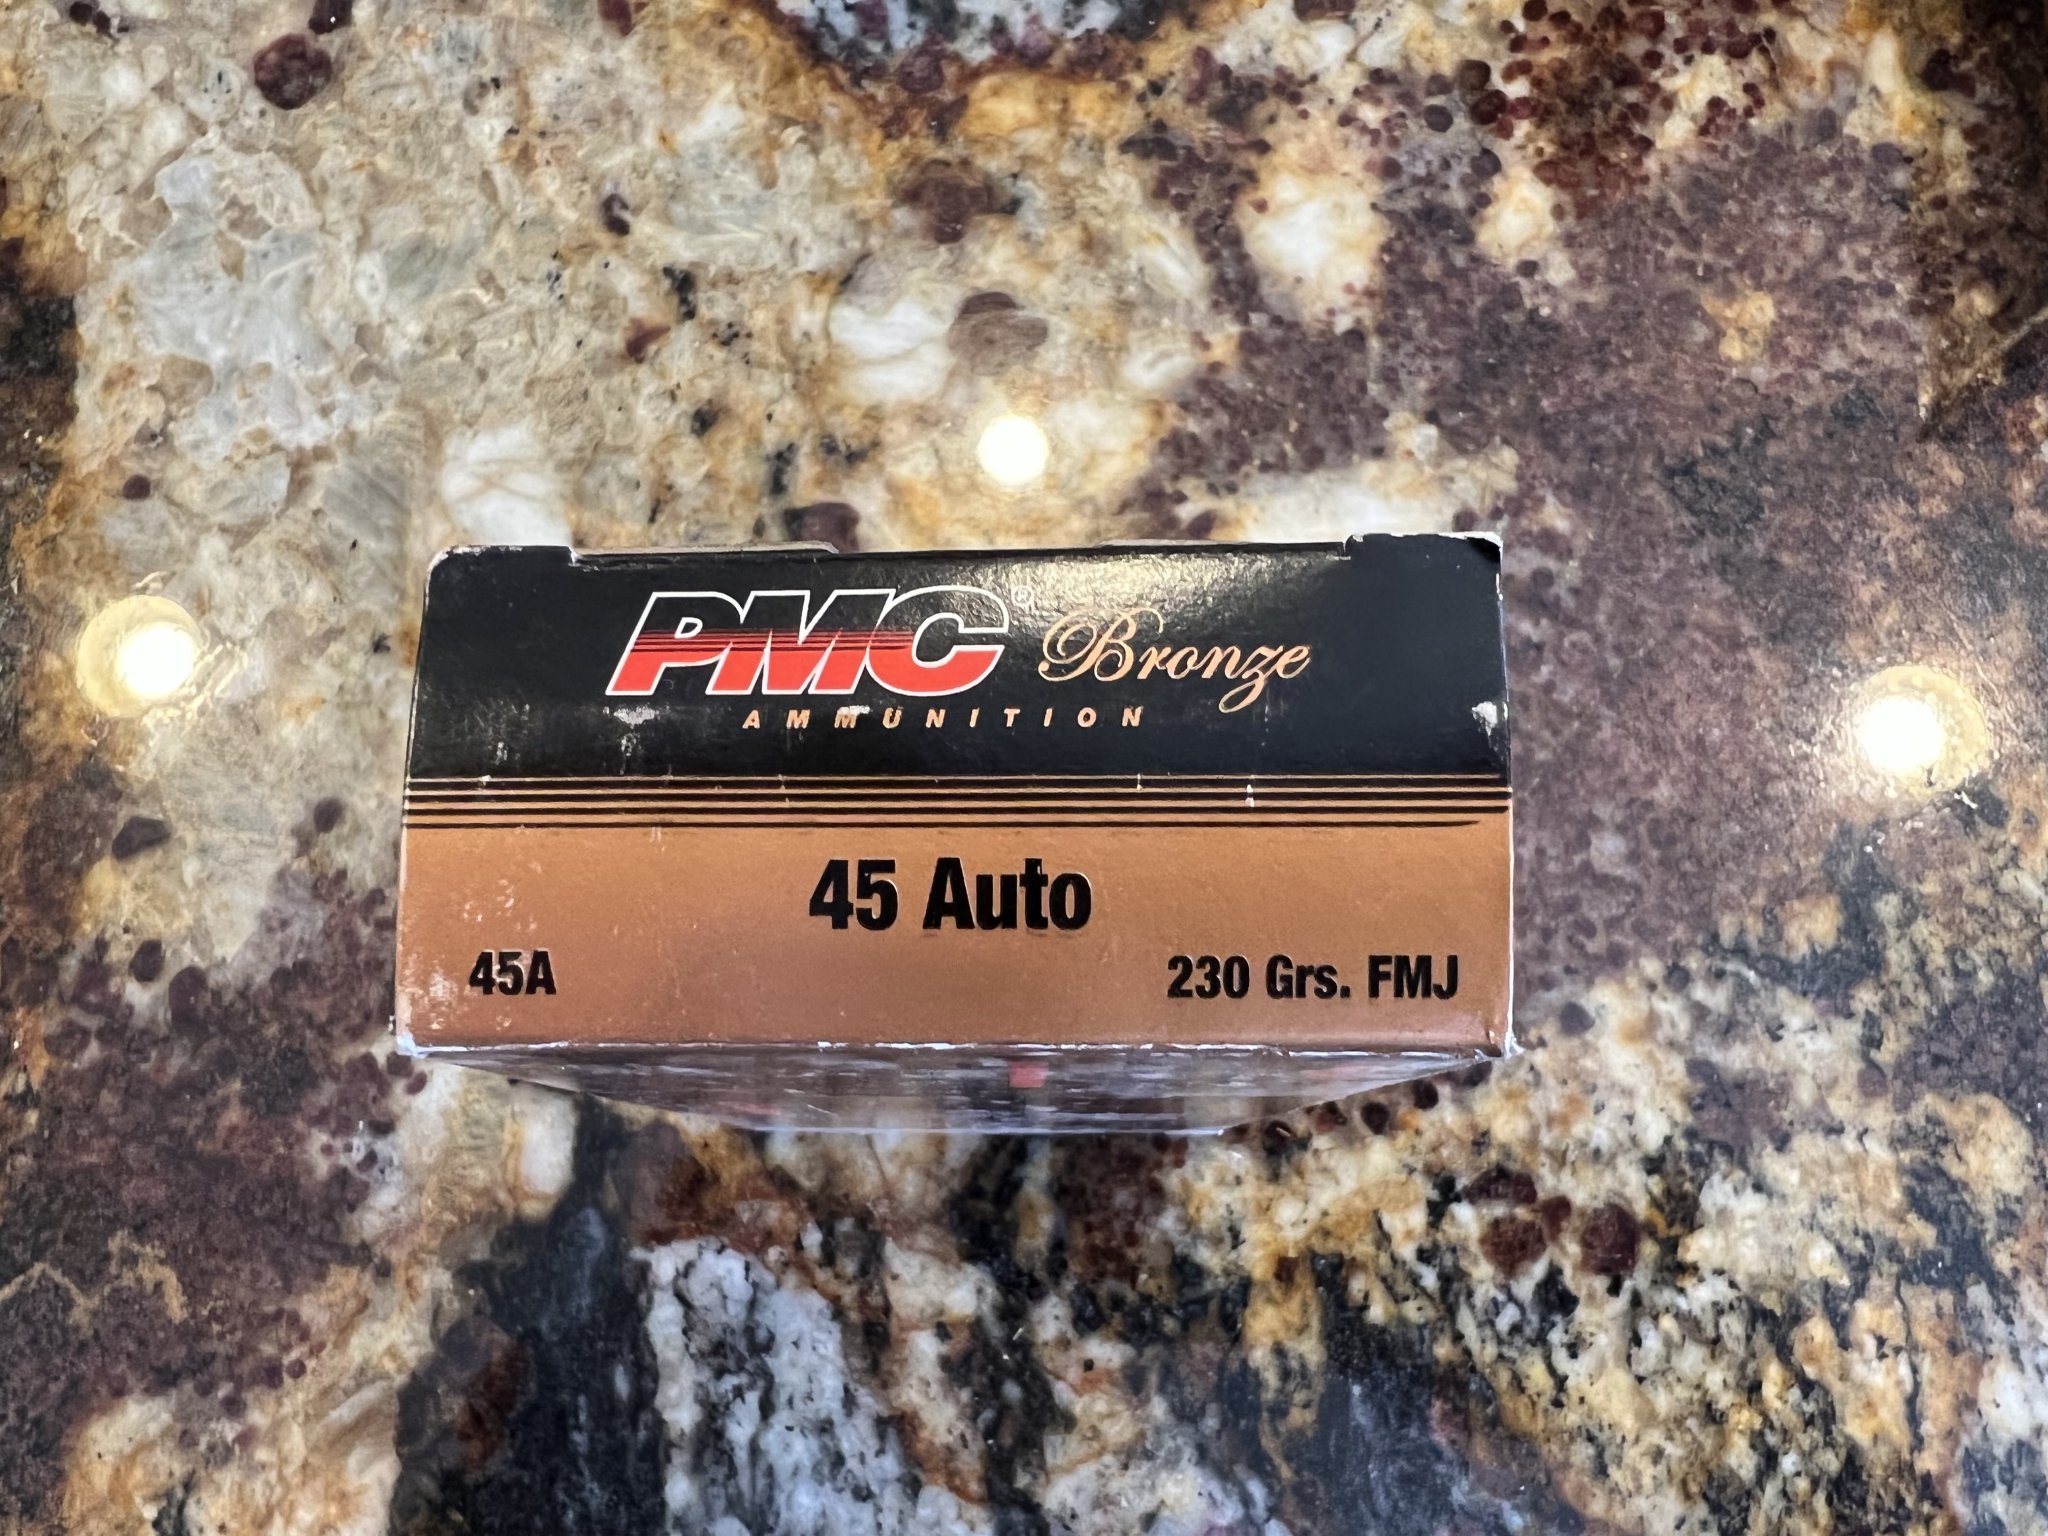 PMC® Bronze
AMMUNITION
45 Auto
45A
230 Grs. FMJ